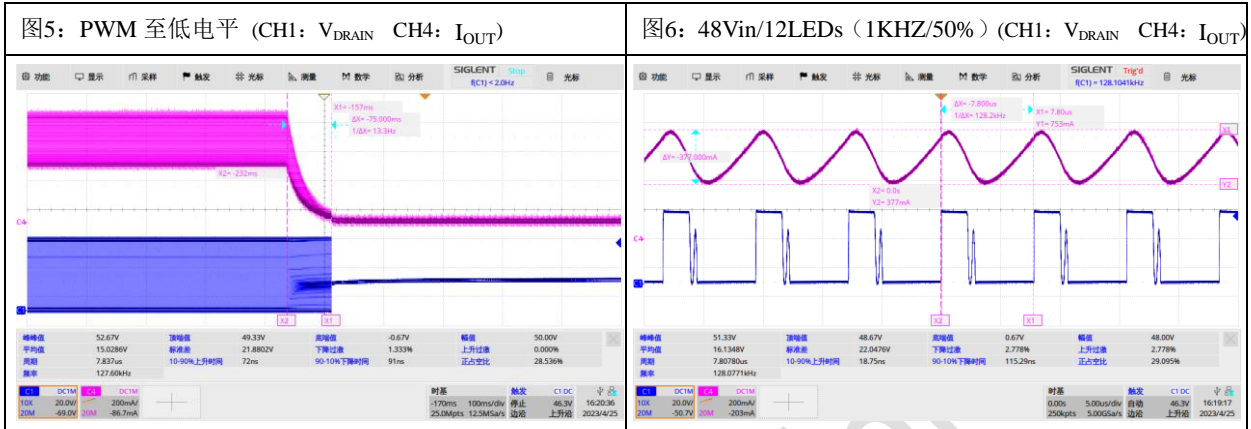 图5：PWM 至低电平 (CH1：VDRAIN CH4：IOUT)
图6：48Vin/12LEDs（1KHZ/50%）(CH1：VDRAIN CH4：IOUT)
功能 显示 采样 触发 光标 测量 数学 分析 SIGLENT Stop 光标
f(C1) < 2.0Hz
X1= -157ms
ΔX= -75.000ms
1/ΔX= 13.3Hz
X2= -232ms
C4
C1
X2 X1
峰峰值 52.67V 顶端值 49.33V 底端值 -0.67V 幅值 50.00V
平均值 15.0286V 标准差 21.8802V 下降过激 1.333% 上升过激 0.000%
周期 7.837us 10-90%上升时间 72ns 90-10%下降时间 91ns 正占空比 28.536%
频率 127.60kHz
C1 DC1M C4 DC1M 时基 触发 C1 DC
10X 20.0V/ 200mA/ -170ms 100ms/div 停止 46.3V 16:20:36
20M -69.0V 20M -86.7mA 25.0Mpts 12.5MSa/s 边沿 上升沿 2023/4/25
功能 显示 采样 触发 光标 测量 数学 分析 SIGLENT Trig'd 光标
f(C1) = 128.1041kHz
ΔX= -7.800us
1/ΔX= 128.2kHz
X1= 7.80us
Y1= 753mA
Y1
ΔY= -377.000mA
Y2
X2= 0.0s
Y2= 377mA
C4
C1
X2 X1
峰峰值 51.33V 顶端值 48.67V 底端值 0.67V 幅值 48.00V
平均值 16.1348V 标准差 22.0476V 下降过激 2.778% 上升过激 2.778%
周期 7.80780us 10-90%上升时间 18.75ns 90-10%下降时间 115.29ns 正占空比 29.095%
频率 128.0771kHz
C1 DC1M C4 DC1M 时基 触发 C1 DC
10X 20.0V/ 200mA/ 0.00s 5.00us/div 自动 46.3V 16:19:17
20M -50.7V 20M -203mA 250kpts 5.00GSa/s 边沿 上升沿 2023/4/25